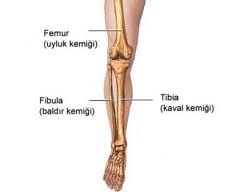 Femur
(uyluk kemiği)
Fibula
(baldır kemiği)
Tibia
(kaval kemiği)